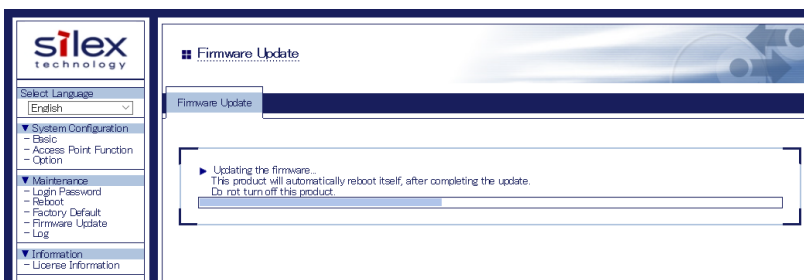 silex
technology
Select Language
English
▼ System Configuration
- Basic
- Access Point Function
- Option
▼ Maintenance
- Login Password
- Reboot
- Factory Default
- Firmware Update
- Log
▼ Information
- License Information
Firmware Update
Firmware Update
Updating the firmware...
This product will automatically reboot itself, after completing the update.
Do not turn off this product.